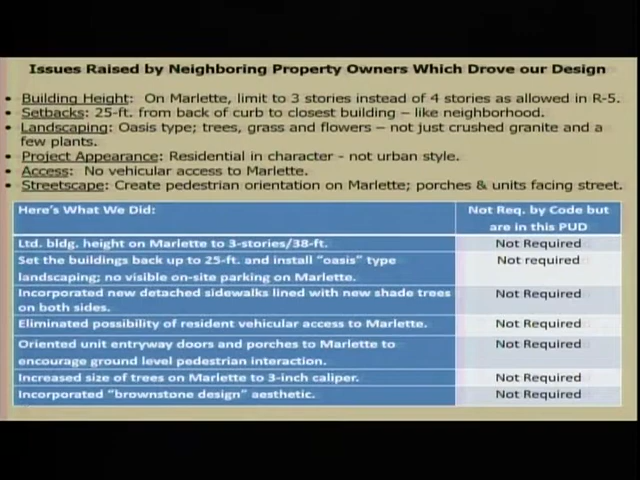 Issues Raised by Neighboring Property Owners Which Drove our Design
• Building Height: On Marlette, limit to 3 stories instead of 4 stories as allowed in R-5.
• Setbacks: 25-ft. from back of curb to closest building – like neighborhood.
• Landscaping: Oasis type; trees, grass and flowers – not just crushed granite and a
few plants.
• Project Appearance: Residential in character - not urban style.
• Access: No vehicular access to Marlette.
• Streetscape: Create pedestrian orientation on Marlette; porches & units facing street.
Here's What We Did:
Not Req. by Code but
are in this PUD
Ltd. bldg. height on Marlette to 3-stories/38-ft.
Not Required
Set the buildings back up to 25-ft. and install "oasis" type
landscaping; no visible on-site parking on Marlette.
Not required
Incorporated new detached sidewalks lined with new shade trees
on both sides.
Not Required
Eliminated possibility of resident vehicular access to Marlette.
Not Required
Oriented unit entryway doors and porches to Marlette to
encourage ground level pedestrian interaction.
Not Required
Increased size of trees on Marlette to 3-inch caliper.
Not Required
Incorporated "brownstone design" aesthetic.
Not Required